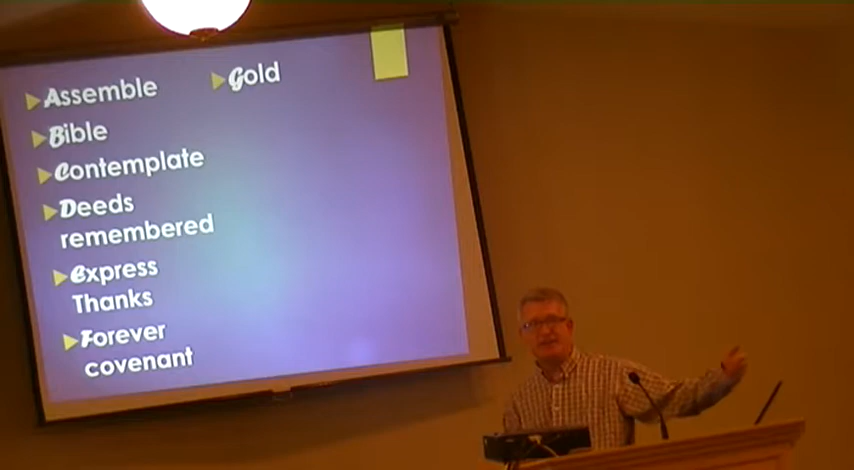 Assemble
Bible
Contemplate
Deeds
remembered
Express
Thanks
Forever
covenant
Gold